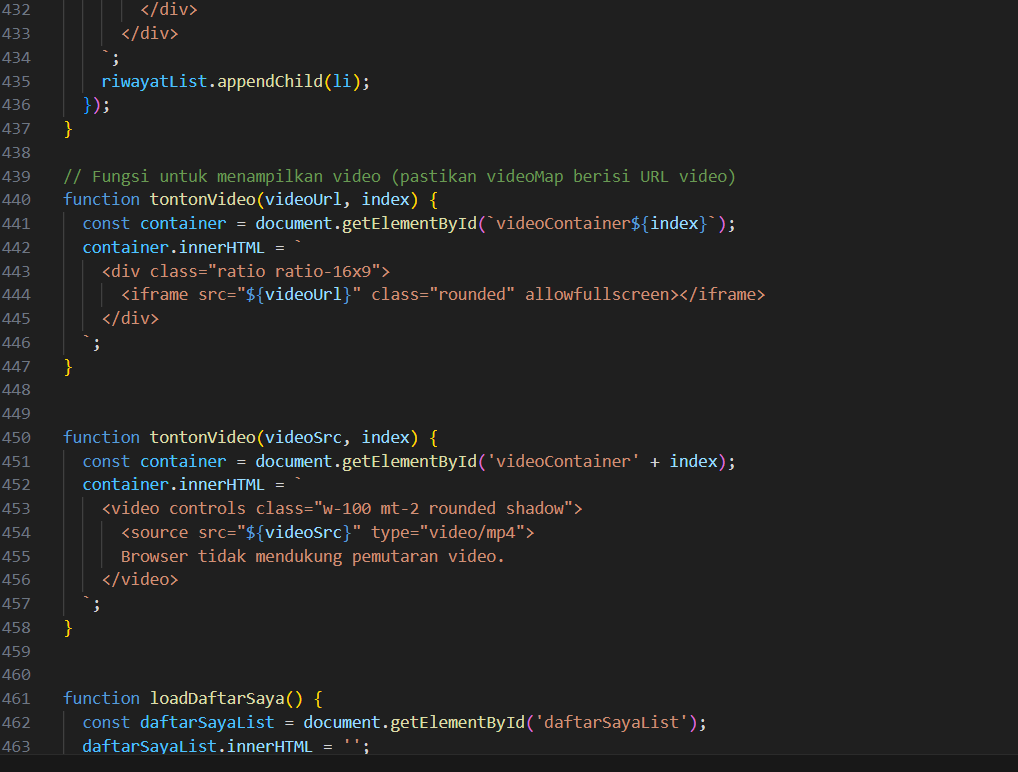 432 </div>
433 </div>
434 `;
435 riwayatList.appendChild(li);
436 });
437 }
438
439 // Fungsi untuk menampilkan video (pastikan videoMap berisi URL video)
440 function tontonVideo(videoUrl, index) {
441 const container = document.getElementById(`videoContainer${index}`);
442 container.innerHTML = `
443 <div class="ratio ratio-16x9">
444 <iframe src="${videoUrl}" class="rounded" allowfullscreen></iframe>
445 </div>
446 `;
447 }
448
449
450 function tontonVideo(videoSrc, index) {
451 const container = document.getElementById('videoContainer' + index);
452 container.innerHTML = `
453 <video controls class="w-100 mt-2 rounded shadow">
454 <source src="${videoSrc}" type="video/mp4">
455 Browser tidak mendukung pemutaran video.
456 </video>
457 `;
458 }
459
460
461 function loadDaftarSaya() {
462 const daftarSayaList = document.getElementById('daftarSayaList');
463 daftarSayaList.innerHTML = '';